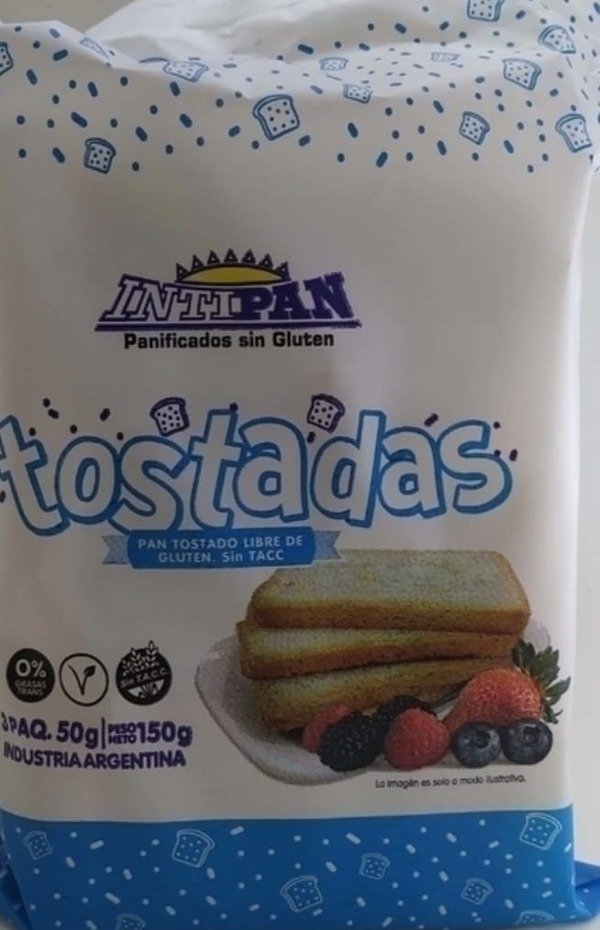 INTIPAN
Panificados sin Gluten
tostadas
PAN TOSTADO LIBRE DE
GLUTEN. Sin TACC
0%
GRASAS
TRANS
Sin T.A.C.C.
3 PAQ. 50g PESO NETO 150g
INDUSTRIA ARGENTINA
La imagen es solo a modo ilustrativo.